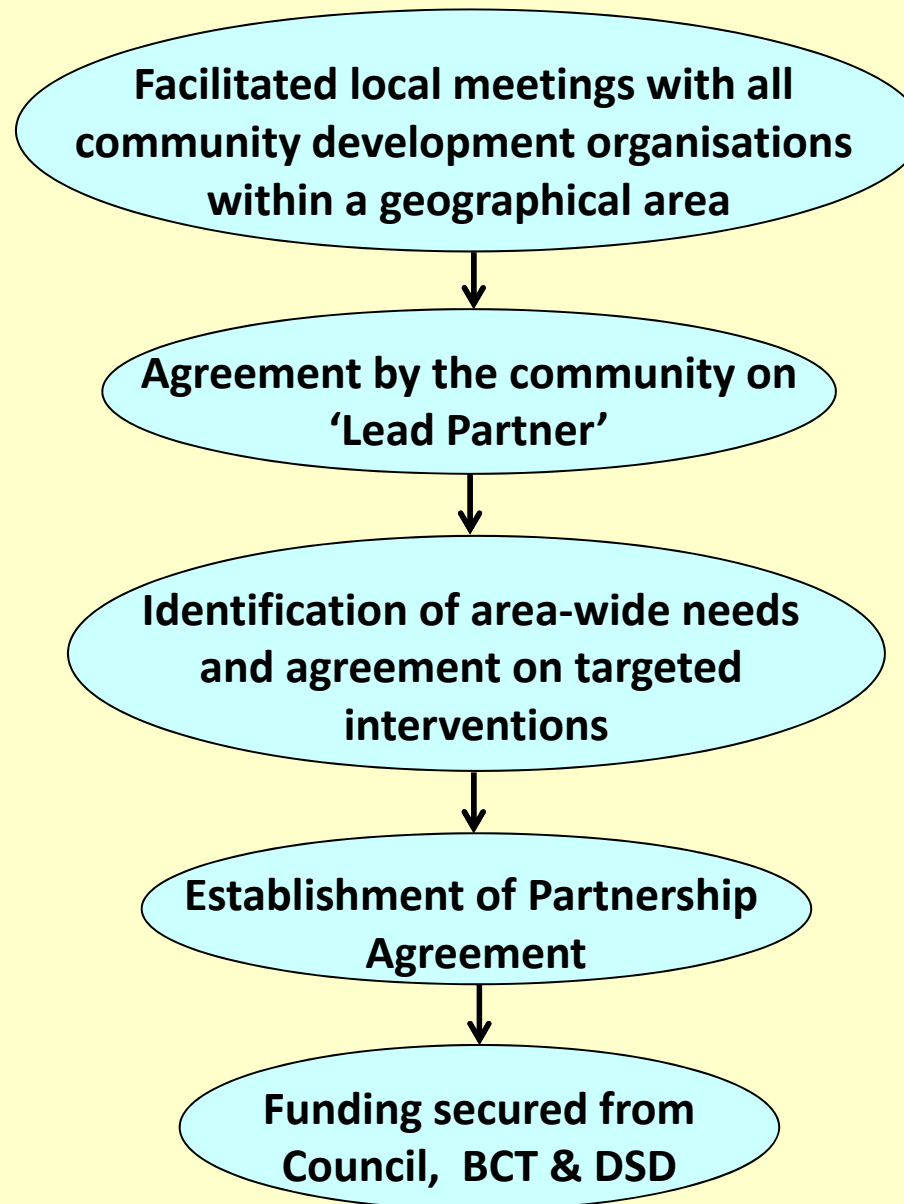 Facilitated local meetings with all
community development organisations
within a geographical area
Agreement by the community on
‘Lead Partner’
Identification of area-wide needs
and agreement on targeted
interventions
Establishment of Partnership
Agreement
Funding secured from
Council, BCT & DSD